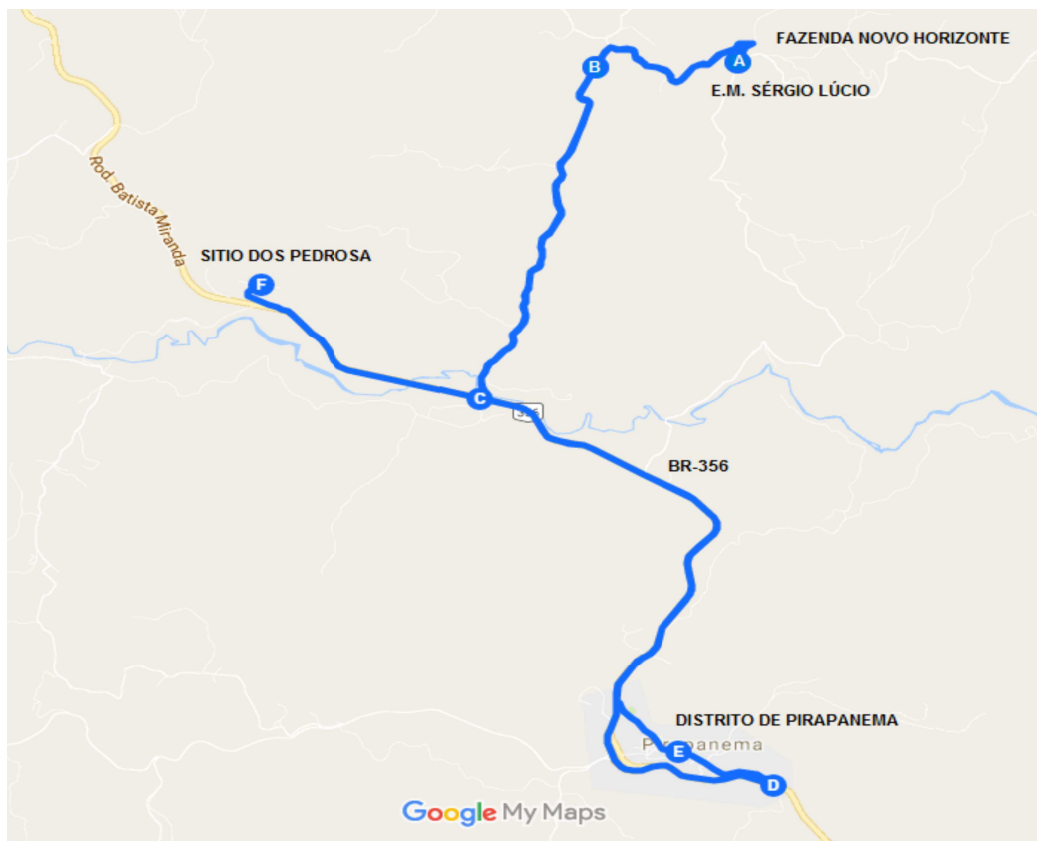 FAZENDA NOVO HORIZONTE
A
B
E.M. SÉRGIO LÚCIO
Rod. Batista Miranda
SITIO DOS PEDROSA
F
C
BR-356
DISTRITO DE PIRAPANEMA
Pirapanema
E
D
Google My Maps